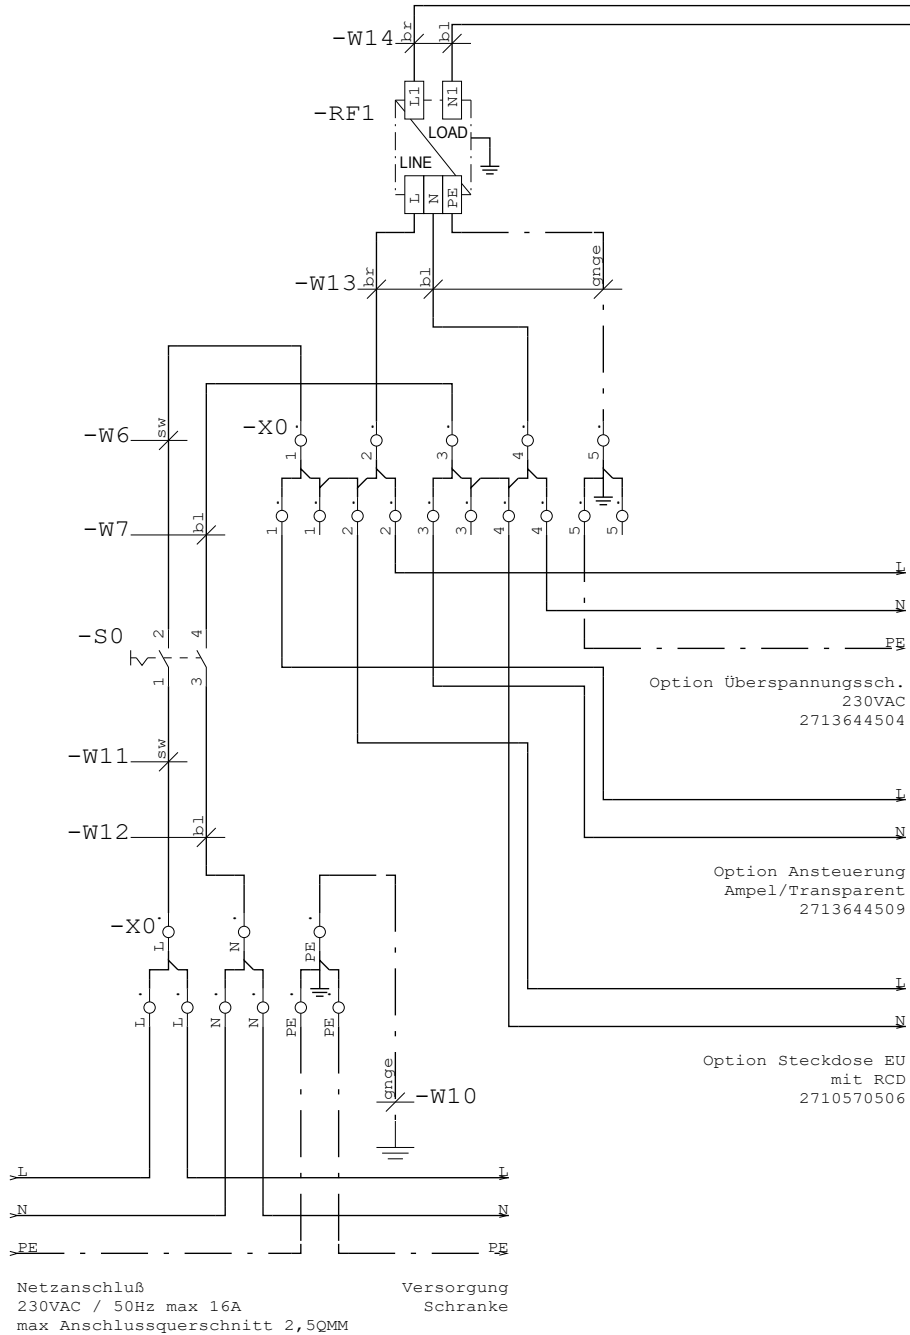 -W14
br
bl
-RF1
L1
N1
LOAD
LINE
L
N
PE
-W13
br
bl
gnge
-W6
sw
-X0
1
2
3
4
5
-W7
bl
1
1
2
2
3
3
4
4
5
5
L
N
PE
-S0
2
4
1
3
Option Überspannungssch.
230VAC
2713644504
-W11
sw
L
N
-W12
bl
Option Ansteuerung
Ampel/Transparent
2713644509
-X0
L
N
PE
L
L
N
N
PE
PE
L
N
Option Steckdose EU
mit RCD
2710570506
gnge
-W10
L
L
N
N
PE
PE
Netzanschluß
230VAC / 50Hz max 16A
max Anschlussquerschnitt 2,5QMM
Versorgung
Schranke